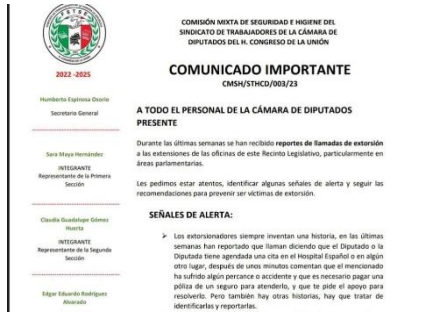 2022 -2025
Humberto Espinosa Osorio
Secretario General
Sara Maya Hernández
INTEGRANTE
Representante de la Primera
Sección
Claudia Guadalupe Gómez
Huerta
INTEGRANTE
Representante de la Segunda
Sección
Edgar Eduardo Rodríguez
Alvarado
COMISIÓN MIXTA DE SEGURIDAD E HIGIENE DEL
SINDICATO DE TRABAJADORES DE LA CÁMARA DE
DIPUTADOS DEL H. CONGRESO DE LA UNIÓN
COMUNICADO IMPORTANTE
CMSH/STHCD/003/23
A TODO EL PERSONAL DE LA CÁMARA DE DIPUTADOS
PRESENTE
Durante las últimas semanas se han recibido reportes de llamadas de extorsión
a las extensiones de las oficinas de este Recinto Legislativo, particularmente en
áreas parlamentarias.
Les pedimos estar atentos, identificar algunas señales de alerta y seguir las
recomendaciones para prevenir ser víctimas de extorsión.
SEÑALES DE ALERTA:
➢ Los extorsionadores siempre inventan una historia, en las últimas
semanas han reportado que llaman diciendo que el Diputado o la
Diputada tiene agendada una cita en el Hospital Español o en algún
otro lugar, después de unos minutos comentan que el mencionado
ha sufrido algún percance o accidente y que es necesario pagar una
póliza de un seguro para atenderlo, y que te pide el apoyo para
resolverlo. Pero también hay otras historias, hay que tratar de
identificarlas y reportarlas.